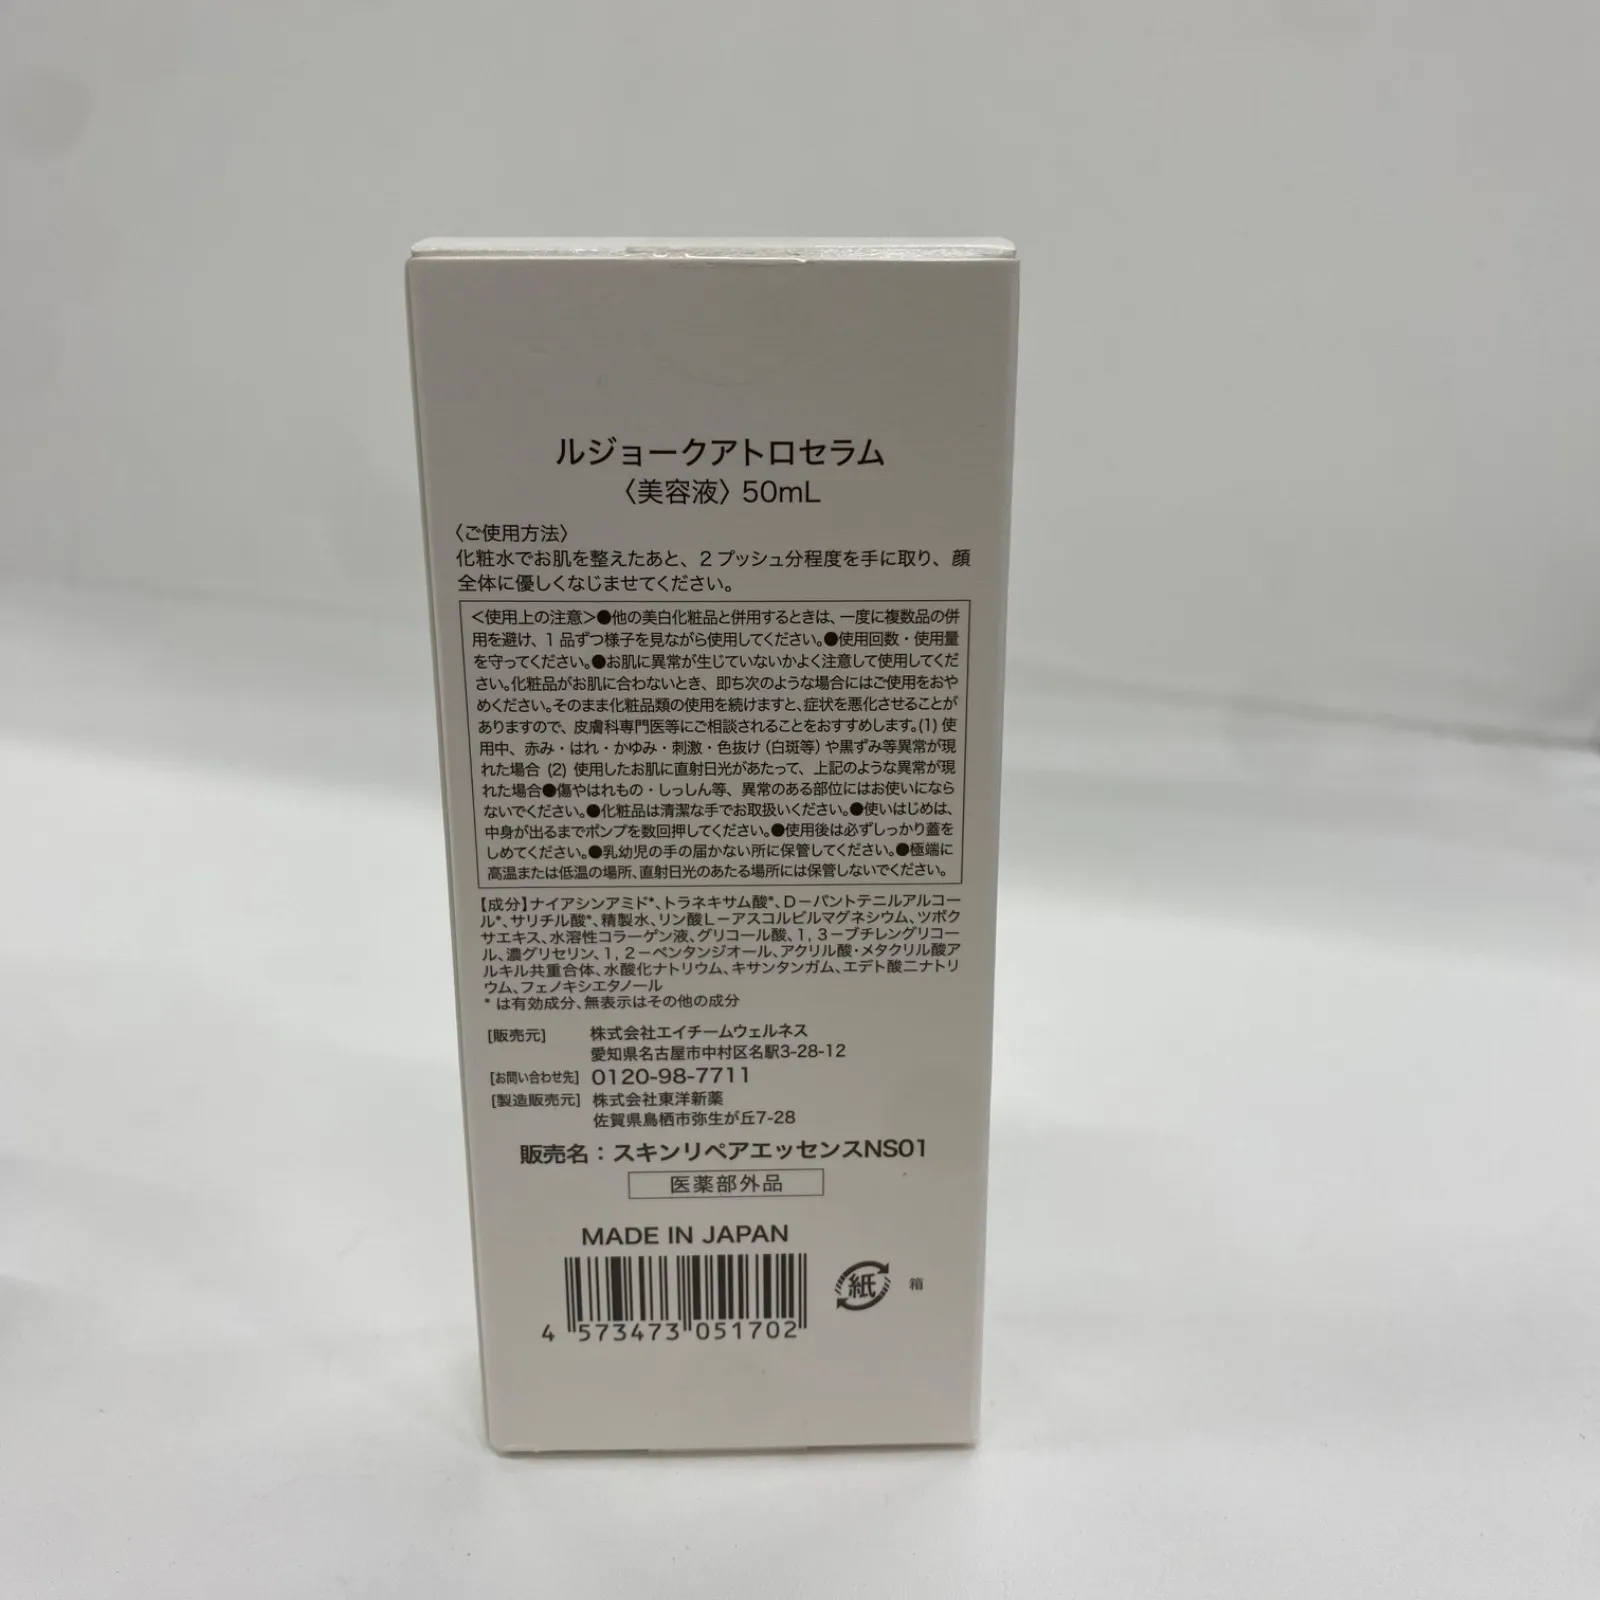 ルジョークアトロセラム
〈美容液〉50mL
〈ご使用方法〉
化粧水でお肌を整えたあと、2プッシュ分程度を手に取り、顔
全体に優しくなじませてください。
<使用上の注意>●他の美白化粧品と併用するときは、一度に複数品の併
用を避け、1品ずつ様子を見ながら使用してください。●使用回数・使用量
を守ってください。●お肌に異常が生じていないかよく注意して使用してくだ
さい。化粧品がお肌に合わないとき、即ち次のような場合にはご使用をおや
めください。そのまま化粧品類の使用を続けますと、症状を悪化させることが
ありますので、皮膚科専門医等にご相談されることをおすすめします。(1) 使
用中、赤み・はれ・かゆみ・刺激・色抜け（白斑等）や黒ずみ等異常が現
れた場合 (2) 使用したお肌に直射日光があたって、上記のような異常が現
れた場合●傷やはれもの・しっしん等、異常のある部位にはお使いになら
ないでください。●化粧品は清潔な手でお取扱いください。●使いはじめは、
中身が出るまでポンプを数回押してください。●使用後は必ずしっかり蓋を
しめてください。●乳幼児の手の届かない所に保管してください。●極端に
高温または低温の場所、直射日光のあたる場所には保管しないでください。
【成分】ナイアシンアミド*、トラネキサム酸*、D−パントテニルアルコー
ル*、サリチル酸*、精製水、リン酸L−アスコルビルマグネシウム、ツボク
サエキス、水溶性コラーゲン液、グリコール酸、1，3−ブチレングリコー
ル、濃グリセリン、1，2−ペンタンジオール、アクリル酸・メタクリル酸ア
ルキル共重合体、水酸化ナトリウム、キサンタンガム、エデト酸二ナトリ
ウム、フェノキシエタノール
* は有効成分、無表示はその他の成分
[販売元] 株式会社エイチームウェルネス
愛知県名古屋市中村区名駅3-28-12
[お問い合わせ先] 0120-98-7711
[製造販売元] 株式会社東洋新薬
佐賀県鳥栖市弥生が丘7-28
販売名：スキンリペアエッセンスNS01
医薬部外品
MADE IN JAPAN
紙 箱
4 573473 051702